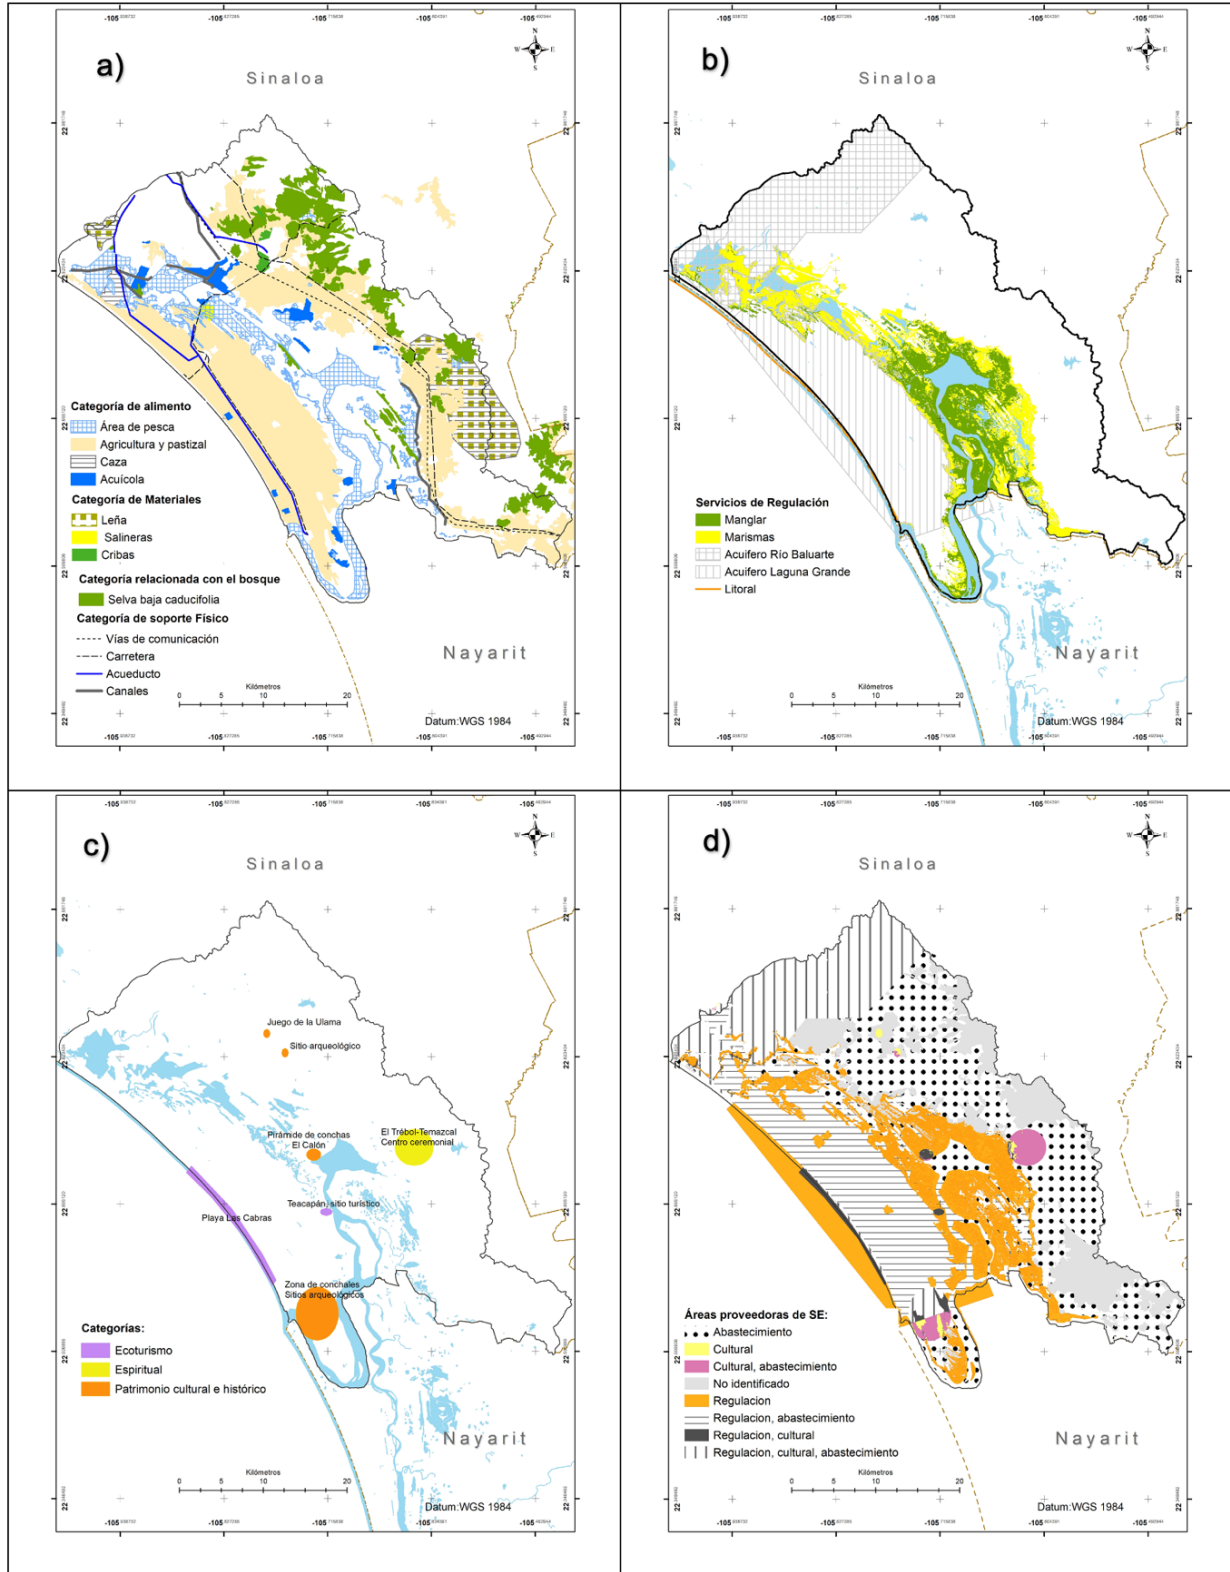 a)
Sinaloa
N
W
E
S
Categoría de alimento
Área de pesca
Agricultura y pastizal
Caza
Acuícola
Categoría de Materiales
Leña
Salineras
Cribas
Categoría relacionada con el bosque
Selva baja caducifolia
Categoría de soporte Físico
Vías de comunicación
Carretera
Acueducto
Canales
Nayarit
Kilómetros
0 5 10 20
Datum:WGS 1984
b)
Sinaloa
N
W
E
S
Servicios de Regulación
Manglar
Marismas
Acuifero Río Baluarte
Acuifero Laguna Grande
Litoral
Nayarit
Kilómetros
0 5 10 20
Datum:WGS 1984
c)
Sinaloa
N
W
E
S
Juego de la Ulama
Sitio arqueológico
Pirámide de conchas
El Calón
El Trébol-Temazcal
Centro ceremonial
Teacapán, sitio turístico
Playa Las Cabras
Zona de conchales
Sitios arqueológicos
Categorías:
Ecoturismo
Espiritual
Patrimonio cultural e histórico
Nayarit
Kilómetros
0 5 10 20
Datum:WGS 1984
d)
Sinaloa
N
W
E
S
Áreas proveedoras de SE:
Abastecimiento
Cultural
Cultural, abastecimiento
No identificado
Regulacion
Regulacion, abastecimiento
Regulacion, cultural
Regulacion, cultural, abastecimiento
Nayarit
Kilómetros
0 5 10 20
Datum:WGS 1984